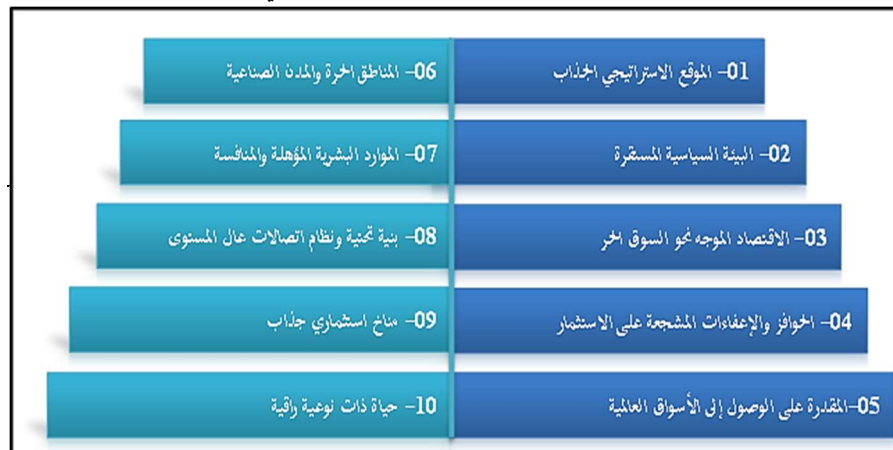 01- الموقع الاستراتيجي الجذاب
02- البيئة السياسية المستقرة
03- الاقتصاد الموجه نحو السوق الحر
04- الحوافز والإعفاءات المشجعة على الاستثمار
05-المقدرة على الوصول إلى الأسواق العالمية
06- المناطق الحرة والمدن الصناعية
07- الموارد البشرية المؤهلة والمنافسة
08- بنية تحتية ونظام اتصالات عال المستوى
09- مناخ استثماري جذاب
10- حياة ذات نوعية راقية